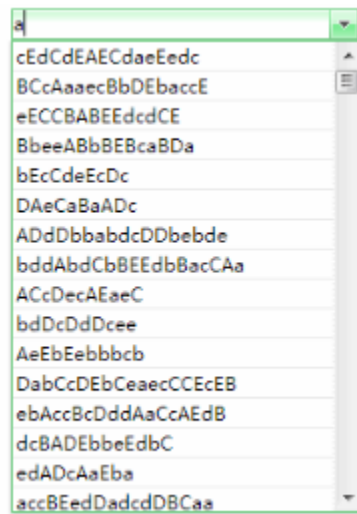 a
cEdCdEAECdaeEedc
BCcAaaecBbDEbaccE
eECCBABEEdcdCE
BbeeABbBEBcaBDa
bEcCdeEcDc
DAeCaBaADc
ADdDbbabdcDDbebde
bddAbdCbBEEdbBacCAa
ACcDecAEaeC
bdDcDdDcee
AeEbEebbbcb
DabCcDEbCeaecCCEcEB
ebAccBcDddAaCcAEdB
dcBADEbbeEdbC
edADcAaEba
accBEedDadcdDBCaa